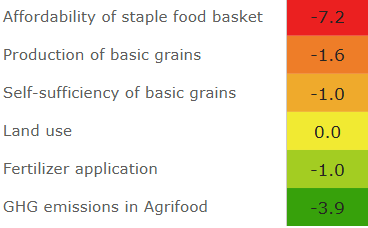 Affordability of staple food basket -7.2
Production of basic grains -1.6
Self-sufficiency of basic grains -1.0
Land use 0.0
Fertilizer application -1.0
GHG emissions in Agrifood -3.9